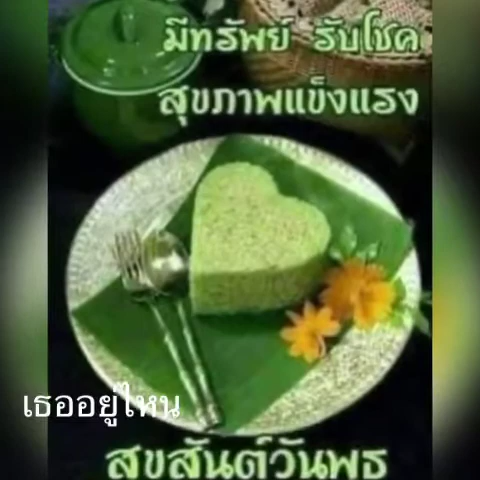 มีทรัพย์ รับโชค
สุขภาพแข็งแรง
เธออยู่ไหน
สุขสันต์วันพุธ